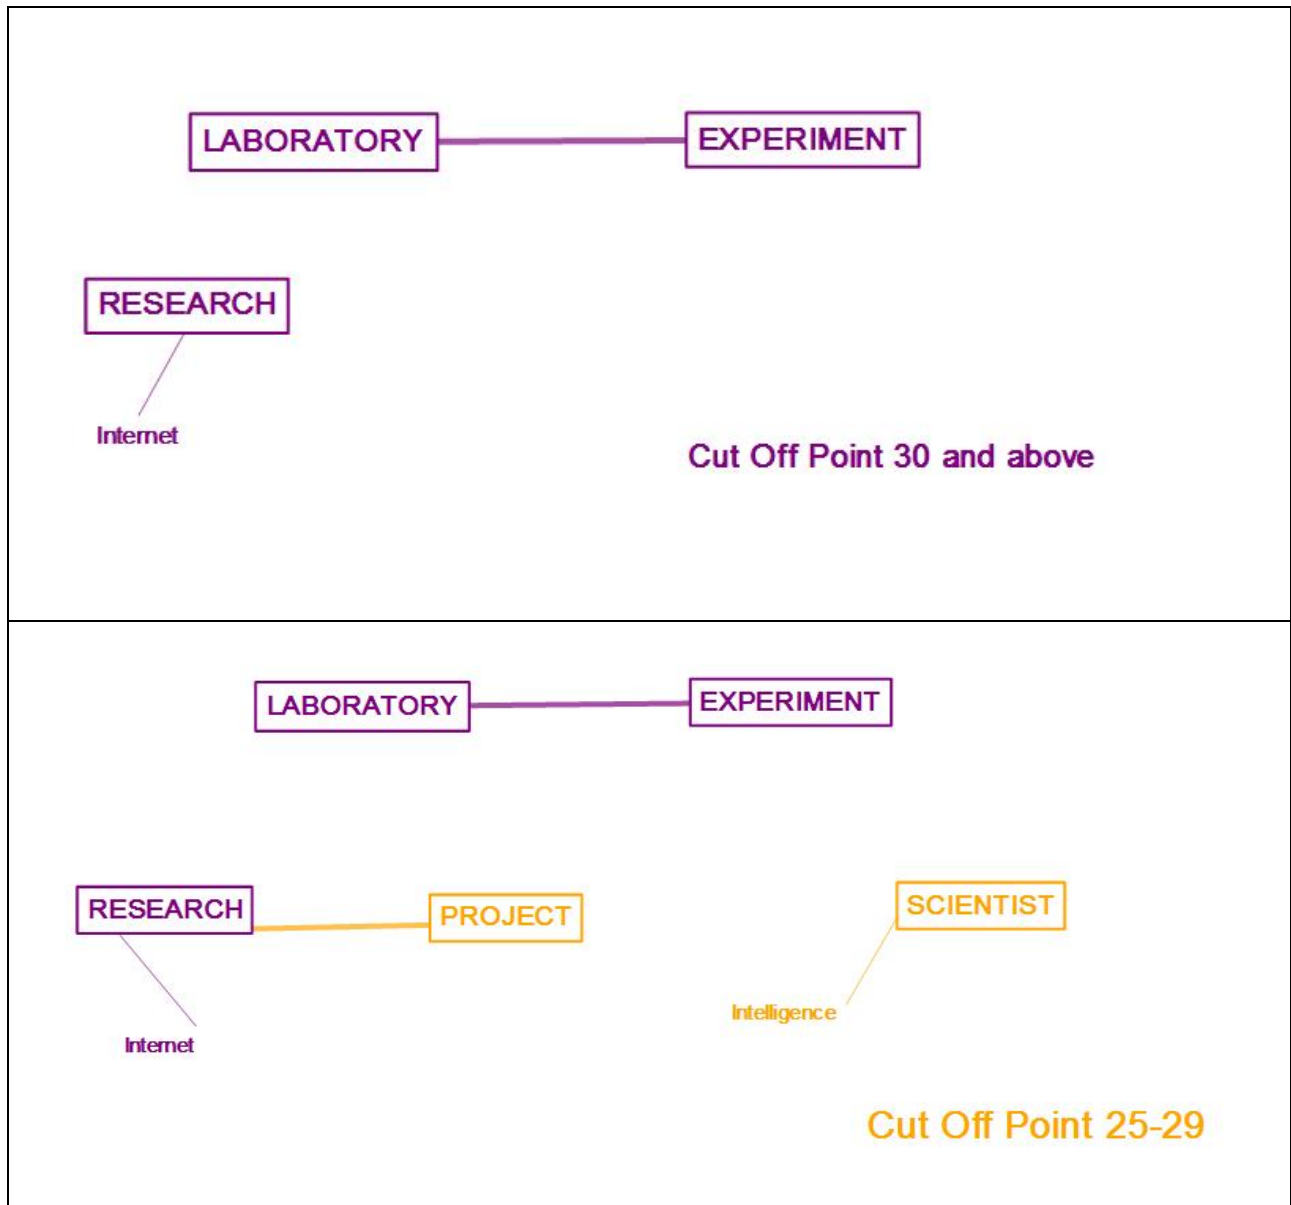 LABORATORY
EXPERIMENT
RESEARCH
Internet
Cut Off Point 30 and above
LABORATORY
EXPERIMENT
RESEARCH
PROJECT
SCIENTIST
Intelligence
Internet
Cut Off Point 25-29